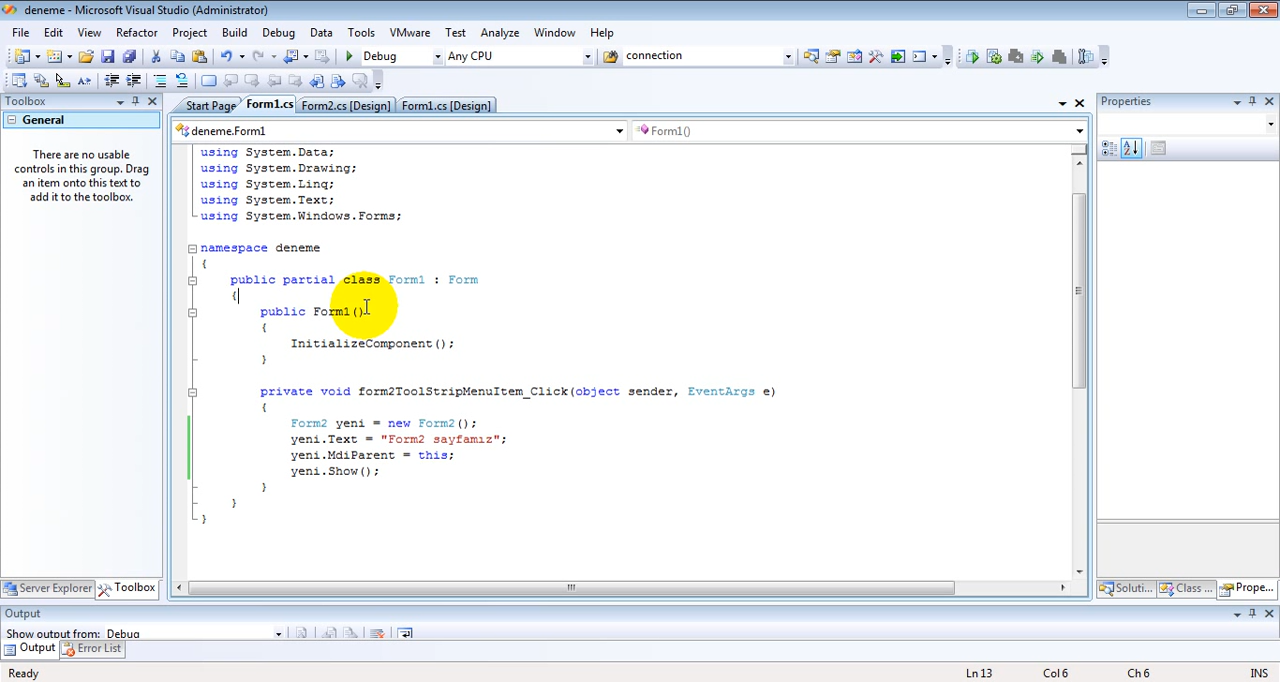 deneme - Microsoft Visual Studio (Administrator)
File Edit View Refactor Project Build Debug Data Tools VMware Test Analyze Window Help
Debug Any CPU connection
Toolbox
General
There are no usable
controls in this group. Drag
an item onto this text to
add it to the toolbox.
Server Explorer Toolbox
Start Page Form1.cs Form2.cs [Design] Form1.cs [Design]
deneme.Form1 Form1()
using System.Data;
using System.Drawing;
using System.Linq;
using System.Text;
using System.Windows.Forms;
namespace deneme
{
public partial class Form1 : Form
{
public Form1()
{
InitializeComponent();
}
private void form2ToolStripMenuItem_Click(object sender, EventArgs e)
{
Form2 yeni = new Form2();
yeni.Text = "Form2 sayfamız";
yeni.MdiParent = this;
yeni.Show();
}
}
}
Properties
Soluti... Class ... Prope...
Output
Show output from: Debug
Output Error List
Ready Ln 13 Col 6 Ch 6 INS